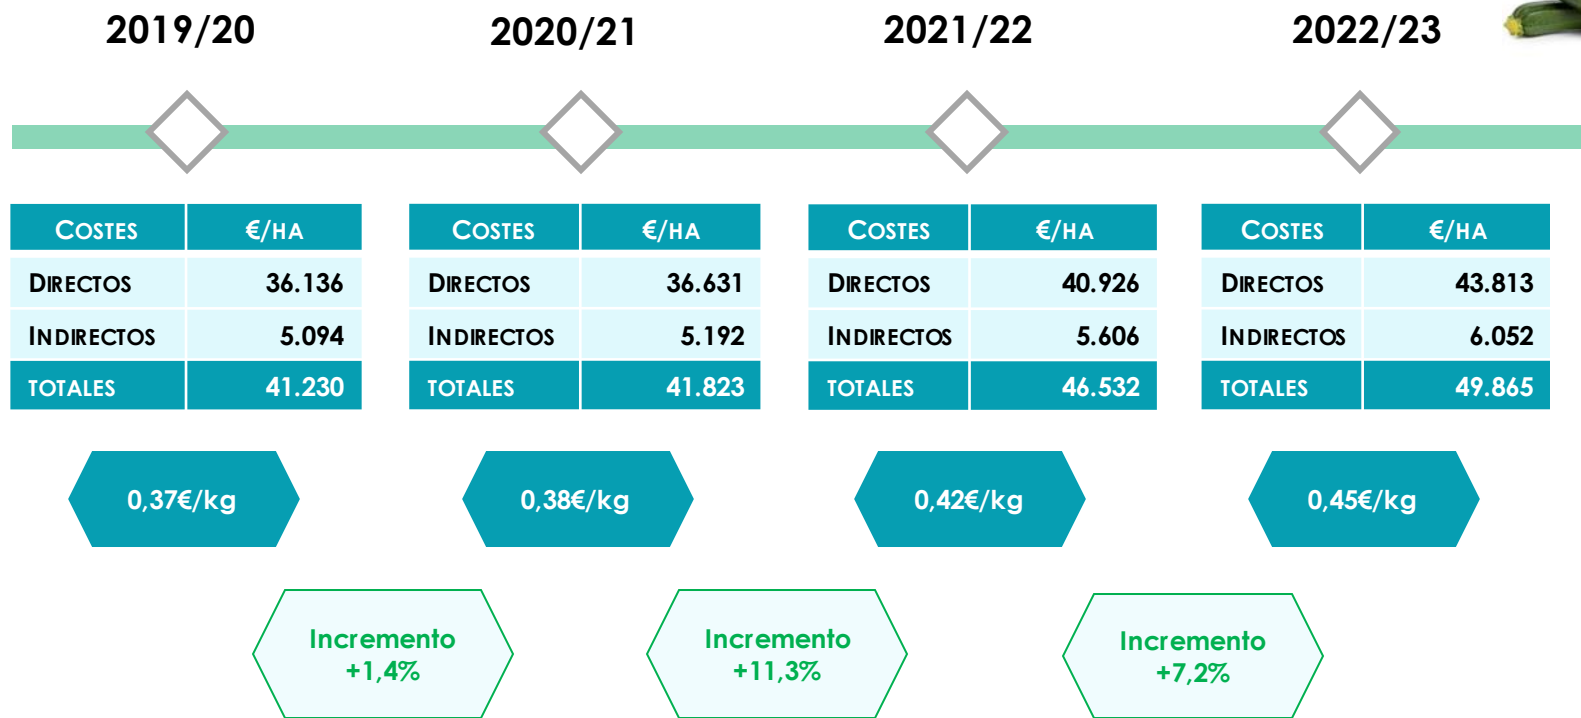 2019/20 2020/21 2021/22 2022/23
COSTES €/HA COSTES €/HA COSTES €/HA COSTES €/HA
DIRECTOS 36.136 DIRECTOS 36.631 DIRECTOS 40.926 DIRECTOS 43.813
INDIRECTOS 5.094 INDIRECTOS 5.192 INDIRECTOS 5.606 INDIRECTOS 6.052
TOTALES 41.230 TOTALES 41.823 TOTALES 46.532 TOTALES 49.865
0,37€/kg 0,38€/kg 0,42€/kg 0,45€/kg
Incremento
+1,4%
Incremento
+11,3%
Incremento
+7,2%